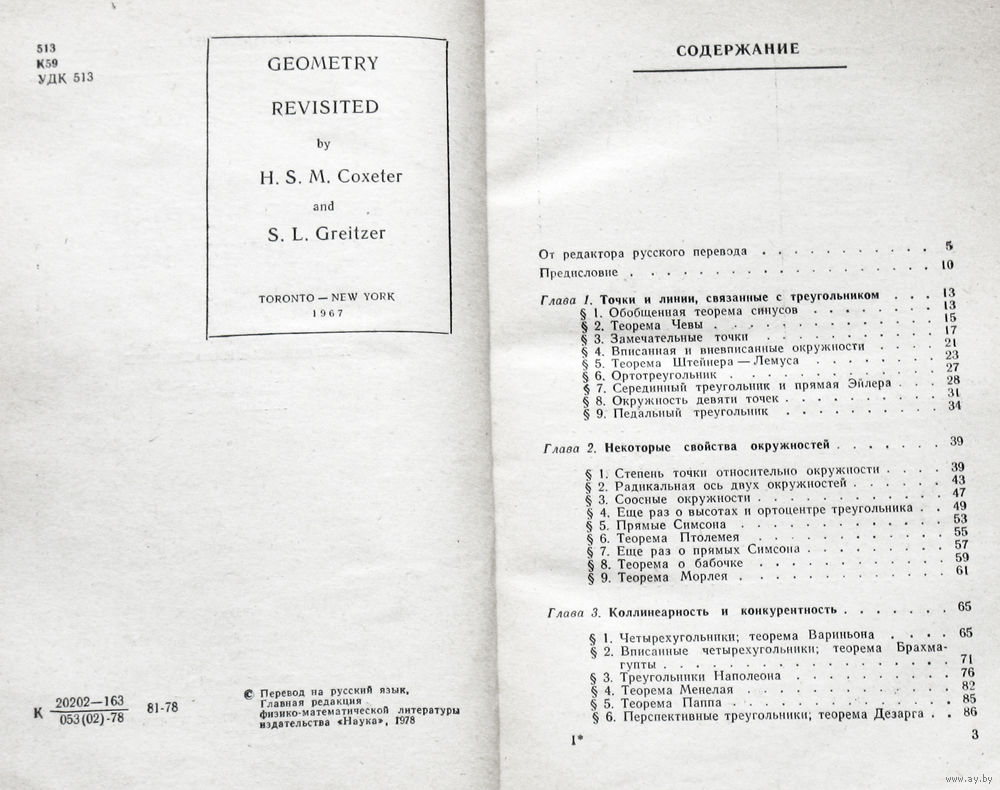 513
К59
УДК 513
GEOMETRY
REVISITED
by
H. S. M. Coxeter
and
S. L. Greitzer
TORONTO — NEW YORK
1967
К 20202—163
053(02)-78 81-78
© Перевод на русский язык,
Главная редакция
физико-математической литературы
издательства «Наука», 1978
СОДЕРЖАНИЕ
От редактора русского перевода . . . . . . . . . . 5
Предисловие . . . . . . . . . . . . . . . . . . 10
Глава 1. Точки и линии, связанные с треугольником . . . 13
§ 1. Обобщенная теорема синусов . . . . . . . . 13
§ 2. Теорема Чевы . . . . . . . . . . . . . 15
§ 3. Замечательные точки . . . . . . . . . . . 17
§ 4. Вписанная и вневписанные окружности . . . . 21
§ 5. Теорема Штейнера — Лемуса . . . . . . . . 23
§ 6. Ортотреугольник . . . . . . . . . . . . . 27
§ 7. Серединный треугольник и прямая Эйлера . . . 28
§ 8. Окружность девяти точек . . . . . . . . . . 31
§ 9. Педальный треугольник . . . . . . . . . . 34
Глава 2. Некоторые свойства окружностей . . . . . . . 39
§ 1. Степень точки относительно окружности . . . . 39
§ 2. Радикальная ось двух окружностей . . . . . . 43
§ 3. Соосные окружности . . . . . . . . . . . . 47
§ 4. Еще раз о высотах и ортоцентре треугольника . . 49
§ 5. Прямые Симсона . . . . . . . . . . . . . 53
§ 6. Теорема Птолемея . . . . . . . . . . . . 55
§ 7. Еще раз о прямых Симсона . . . . . . . . . 57
§ 8. Теорема о бабочке . . . . . . . . . . . . 59
§ 9. Теорема Морлея . . . . . . . . . . . . . 61
Глава 3. Коллинеарность и конкурентность . . . . . . . 65
§ 1. Четырехугольники; теорема Вариньона . . . . 65
§ 2. Вписанные четырехугольники; теорема Брахма-
гупты . . . . . . . . . . . . . . . . . 71
§ 3. Треугольники Наполеона . . . . . . . . . . 76
§ 4. Теорема Менелая . . . . . . . . . . . . . 82
§ 5. Теорема Паппа . . . . . . . . . . . . . . 85
§ 6. Перспективные треугольники; теорема Дезарга . . 86
1*
3
www.ay.by